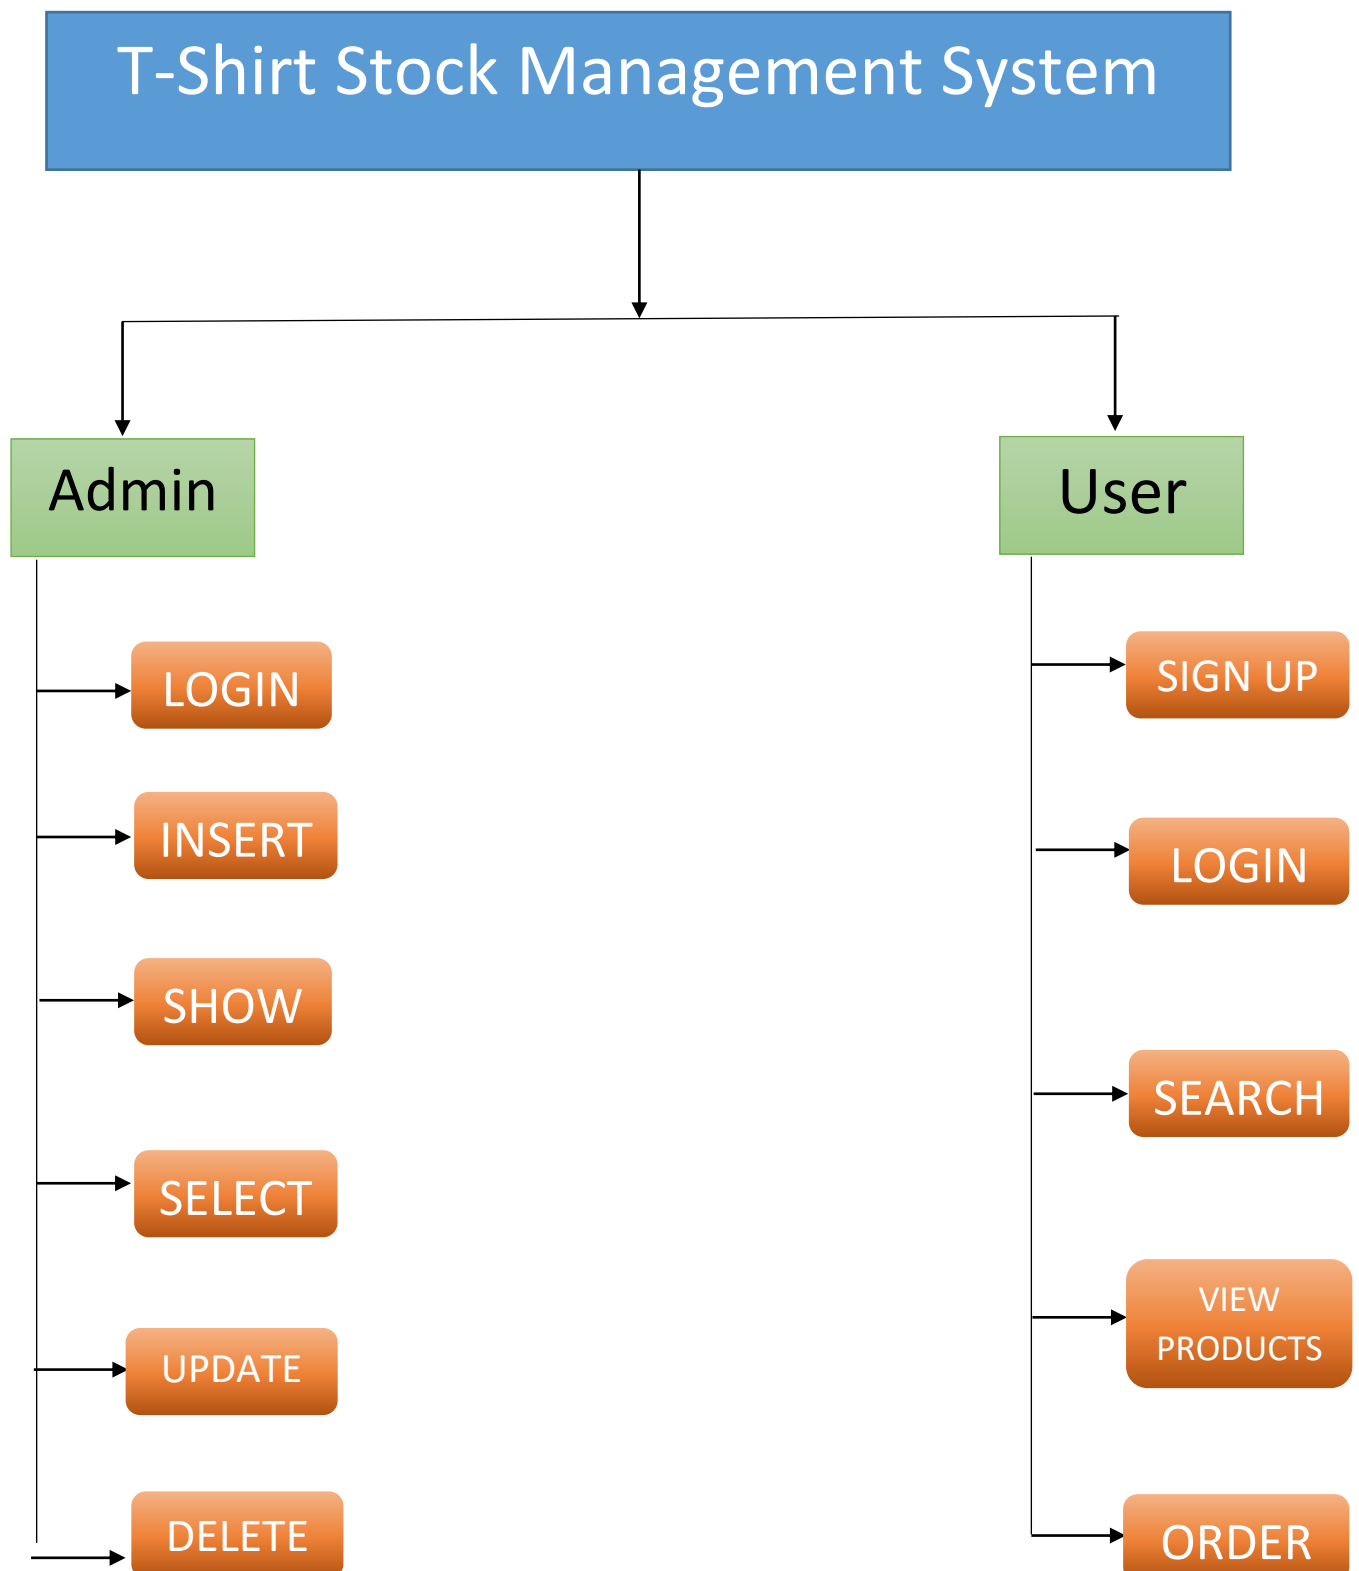 T-Shirt Stock Management System
Admin
User
LOGIN
INSERT
SHOW
SELECT
UPDATE
DELETE
SIGN UP
LOGIN
SEARCH
VIEW
PRODUCTS
ORDER